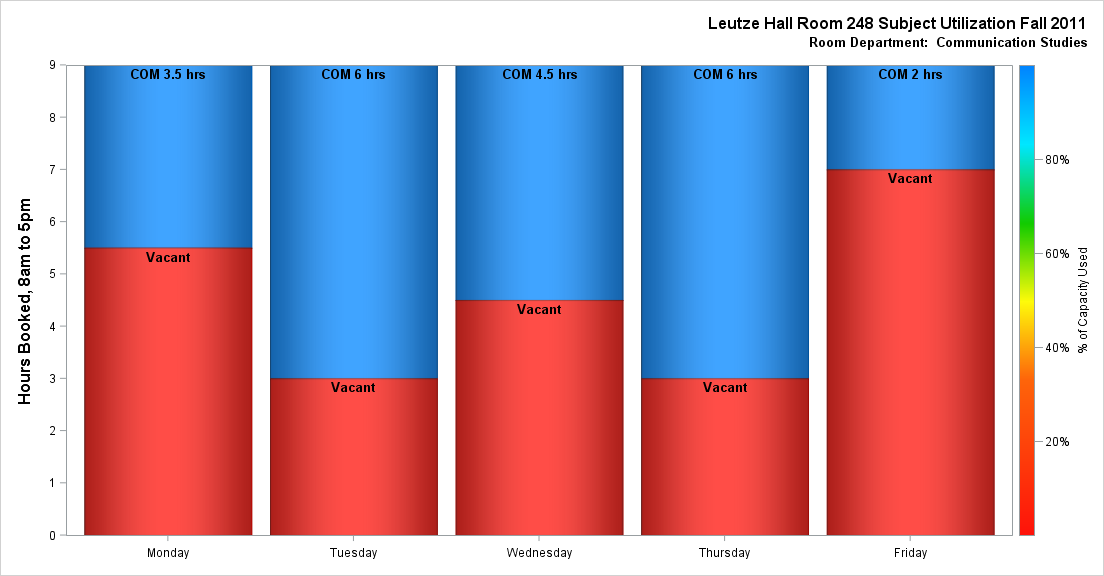 Leutze Hall Room 248 Subject Utilization Fall 2011
Room Department:  Communication Studies
Hours Booked, 8am to 5pm
9
8
7
6
5
4
3
2
1
0
COM 3.5 hrs
Vacant
COM 6 hrs
Vacant
COM 4.5 hrs
Vacant
COM 6 hrs
Vacant
COM 2 hrs
Vacant
Monday
Tuesday
Wednesday
Thursday
Friday
80%
60%
40%
20%
% of Capacity Used